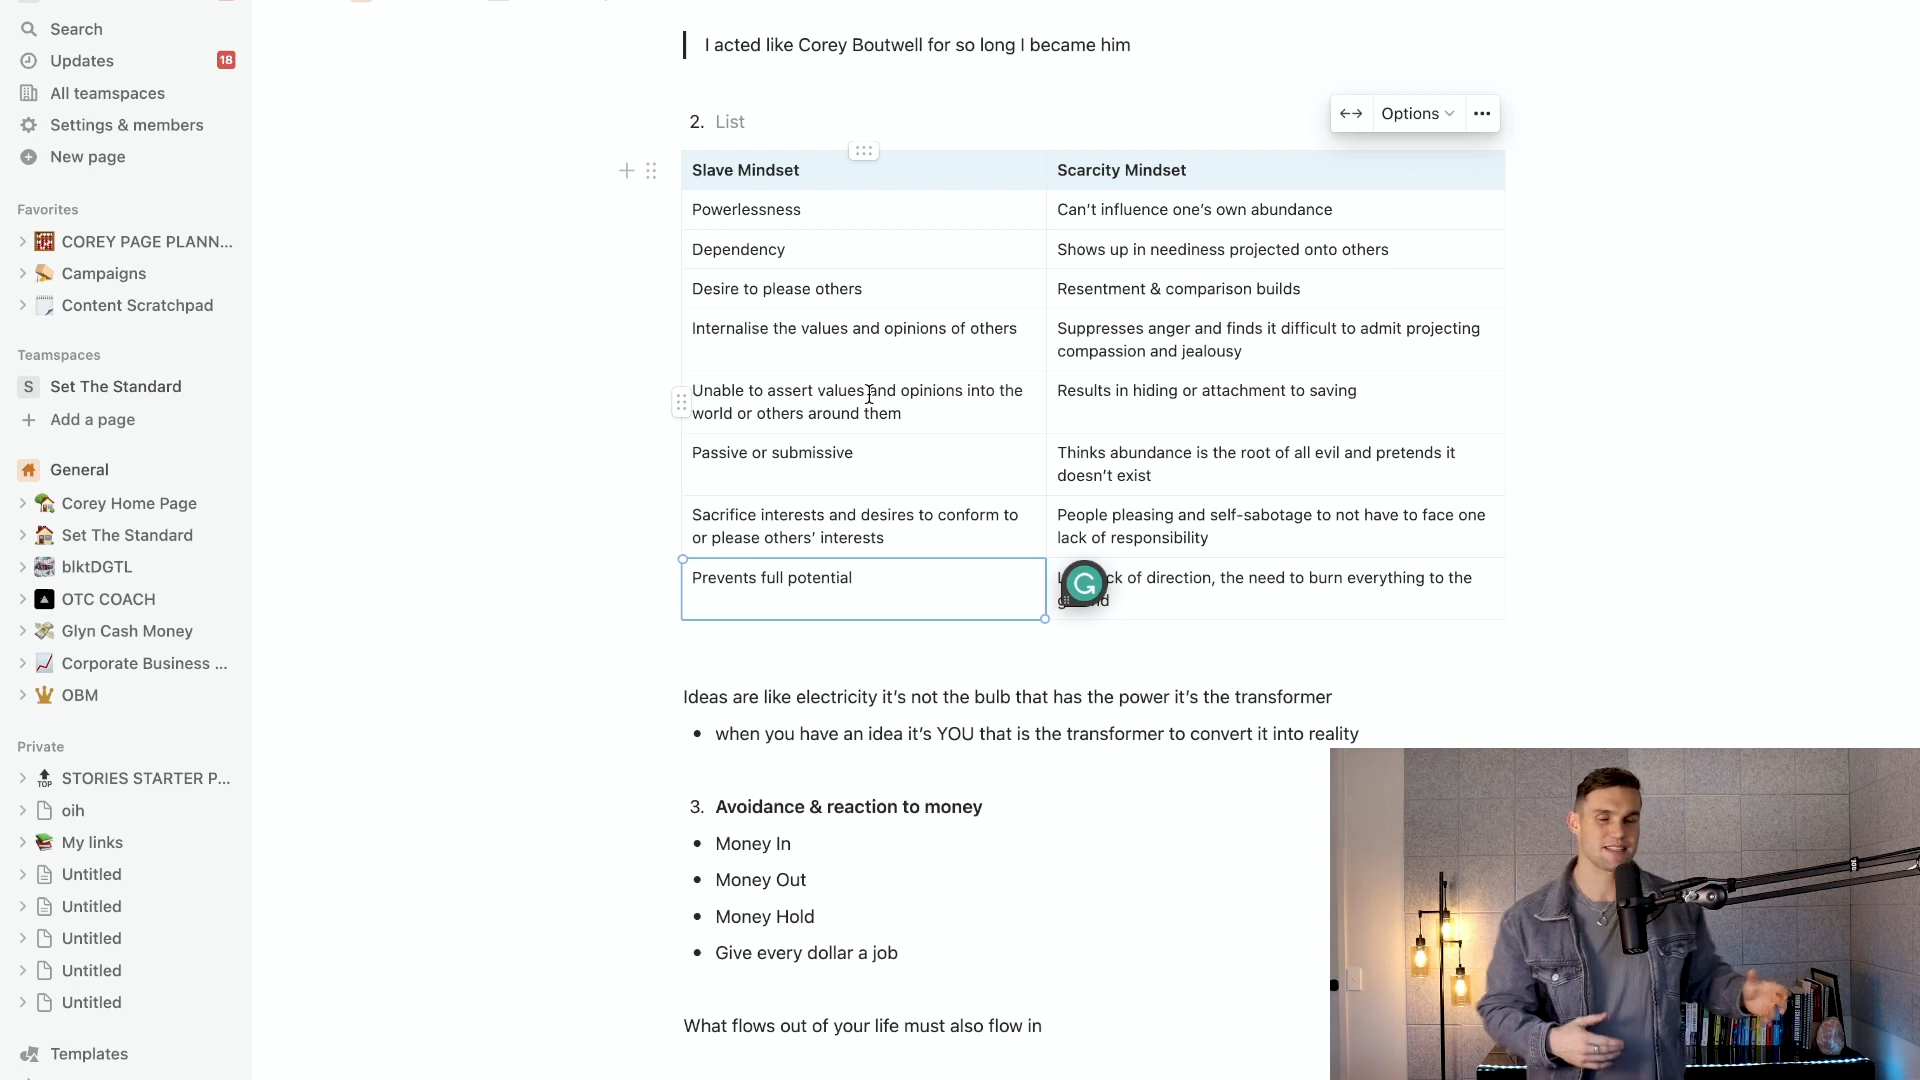 Search
Updates
18
All teamspaces
Settings & members
New page
Favorites
COREY PAGE PLANN...
Campaigns
Content Scratchpad
Teamspaces
S
Set The Standard
Add a page
General
Corey Home Page
Set The Standard
blktDGTL
OTC COACH
Glyn Cash Money
Corporate Business ...
OBM
Private
TOP
STORIES STARTER P...
oih
My links
Untitled
Untitled
Untitled
Untitled
Untitled
Templates
I acted like Corey Boutwell for so long I became him
2. List
Options
Slave Mindset
Scarcity Mindset
Powerlessness
Can't influence one's own abundance
Dependency
Shows up in neediness projected onto others
Desire to please others
Resentment & comparison builds
Internalise the values and opinions of others
Suppresses anger and finds it difficult to admit projecting
compassion and jealousy
Unable to assert values and opinions into the
world or others around them
Results in hiding or attachment to saving
Passive or submissive
Thinks abundance is the root of all evil and pretends it
doesn't exist
Sacrifice interests and desires to conform to
or please others' interests
People pleasing and self-sabotage to not have to face one
lack of responsibility
Prevents full potential
of direction, the need to burn everything to the
Ideas are like electricity it's not the bulb that has the power it's the transformer
• when you have an idea it's YOU that is the transformer to convert it into reality
3. Avoidance & reaction to money
• Money In
• Money Out
• Money Hold
• Give every dollar a job
What flows out of your life must also flow in